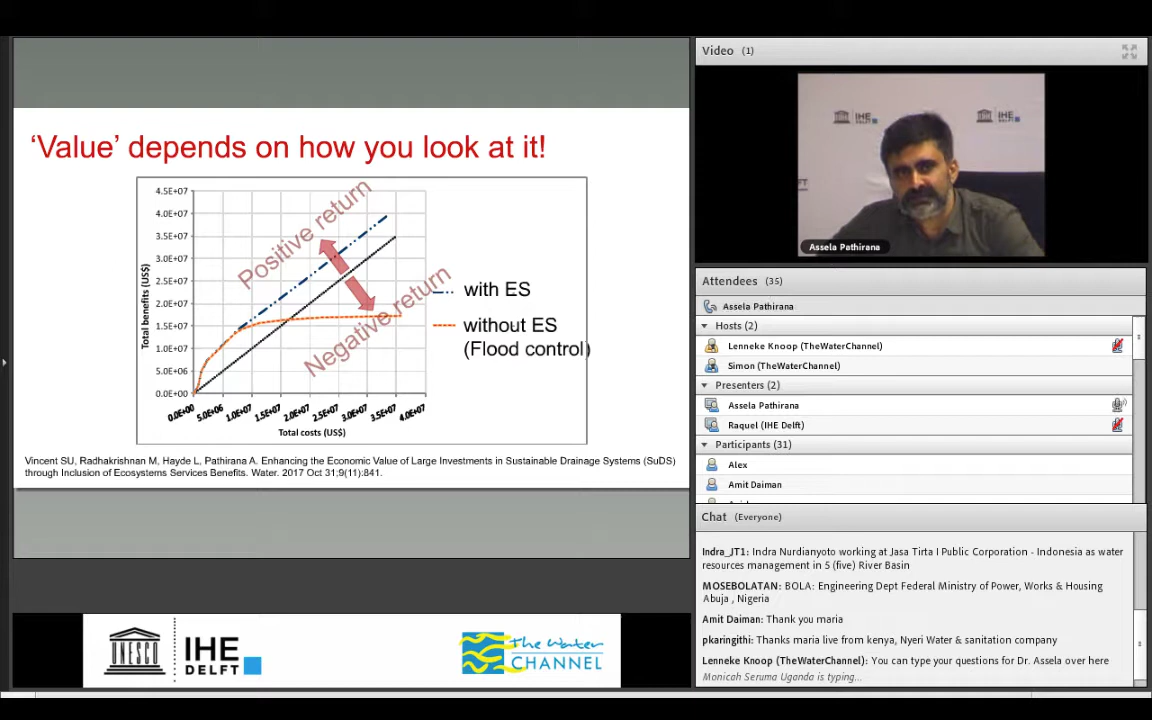 'Value' depends on how you look at it!
4.5E+07
4.0E+07
3.5E+07
3.0E+07
2.5E+07
2.0E+07
1.5E+07
1.0E+07
5.0E+06
0.0E+00
Total benefits (US$)
0.0E+00
5.0E+06
1.0E+07
1.5E+07
2.0E+07
2.5E+07
3.0E+07
3.5E+07
4.0E+07
Total costs (US$)
Positive return
Negative return
with ES
without ES
(Flood control)
Vincent SU, Radhakrishnan M, Hayde L, Pathirana A. Enhancing the Economic Value of Large Investments in Sustainable Drainage Systems (SuDS)
through Inclusion of Ecosystems Services Benefits. Water. 2017 Oct 31;9(11):841.
UNESCO
IHE
DELFT
the Water
CHANNEL
Video (1)
IHE
DELFT
IHE
DELFT
Assela Pathirana
Attendees (35)
Assela Pathirana
Hosts (2)
Lenneke Knoop (TheWaterChannel)
Simon (TheWaterChannel)
Presenters (2)
Assela Pathirana
Raquel (IHE Delft)
Participants (31)
Alex
Amit Daiman
Chat (Everyone)
Indra_JT1: Indra Nurdianyoto working at Jasa Tirta I Public Corporation - Indonesia as water
resources management in 5 (five) River Basin
MOSEBOLATAN: BOLA: Engineering Dept Federal Ministry of Power, Works & Housing
Abuja , Nigeria
Amit Daiman: Thank you maria
pkaringithi: Thanks maria live from kenya, Nyeri Water & sanitation company
Lenneke Knoop (TheWaterChannel): You can type your questions for Dr. Assela over here
Monicah Seruma Uganda is typing...